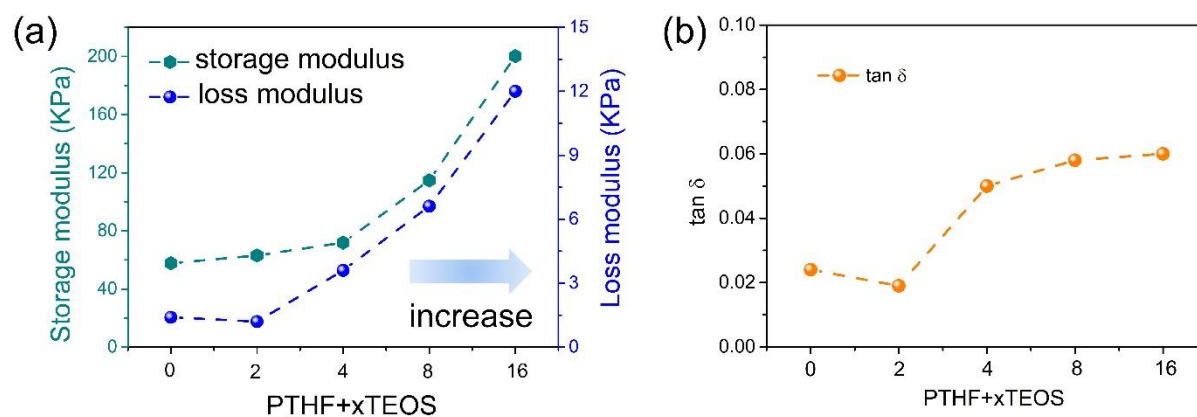 (a)
storage modulus
loss modulus
Storage modulus (KPa)
200
160
120
80
40
0
15
12
9
6
3
0
Loss modulus (KPa)
increase
0 2 4 8 16
PTHF+xTEOS
(b)
tan δ
tan δ
0.10
0.08
0.06
0.04
0.02
0.00
0 2 4 8 16
PTHF+xTEOS